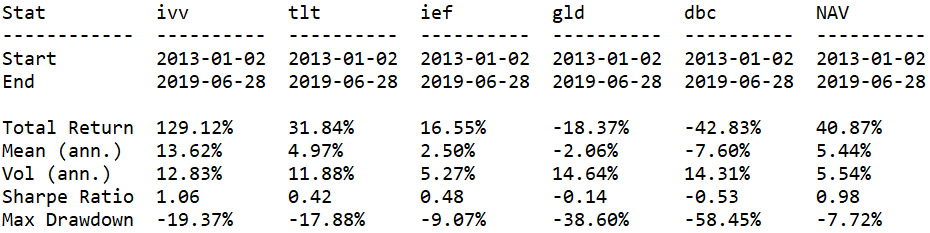 Stat          ivv         tlt         ief         gld         dbc         NAV
------------  ----------  ----------  ----------  ----------  ----------  ----------
Start         2013-01-02  2013-01-02  2013-01-02  2013-01-02  2013-01-02  2013-01-02
End           2019-06-28  2019-06-28  2019-06-28  2019-06-28  2019-06-28  2019-06-28

Total Return  129.12%     31.84%      16.55%      -18.37%     -42.83%     40.87%
Mean (ann.)   13.62%      4.97%       2.50%       -2.06%      -7.60%      5.44%
Vol (ann.)    12.83%      11.88%      5.27%       14.64%      14.31%      5.54%
Sharpe Ratio  1.06        0.42        0.48        -0.14       -0.53       0.98
Max Drawdown  -19.37%     -17.88%     -9.07%      -38.60%     -58.45%     -7.72%